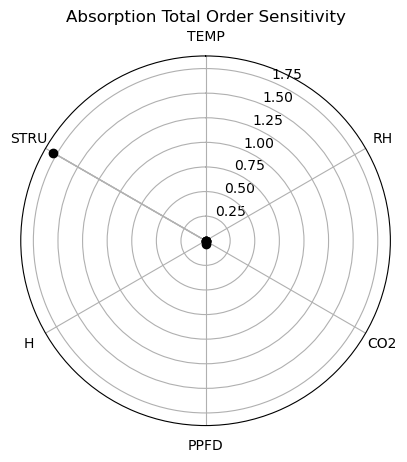 Absorption Total Order Sensitivity
TEMP
1.75
1.50
1.25
1.00
0.75
0.50
0.25
STRU
RH
H
CO2
PPFD